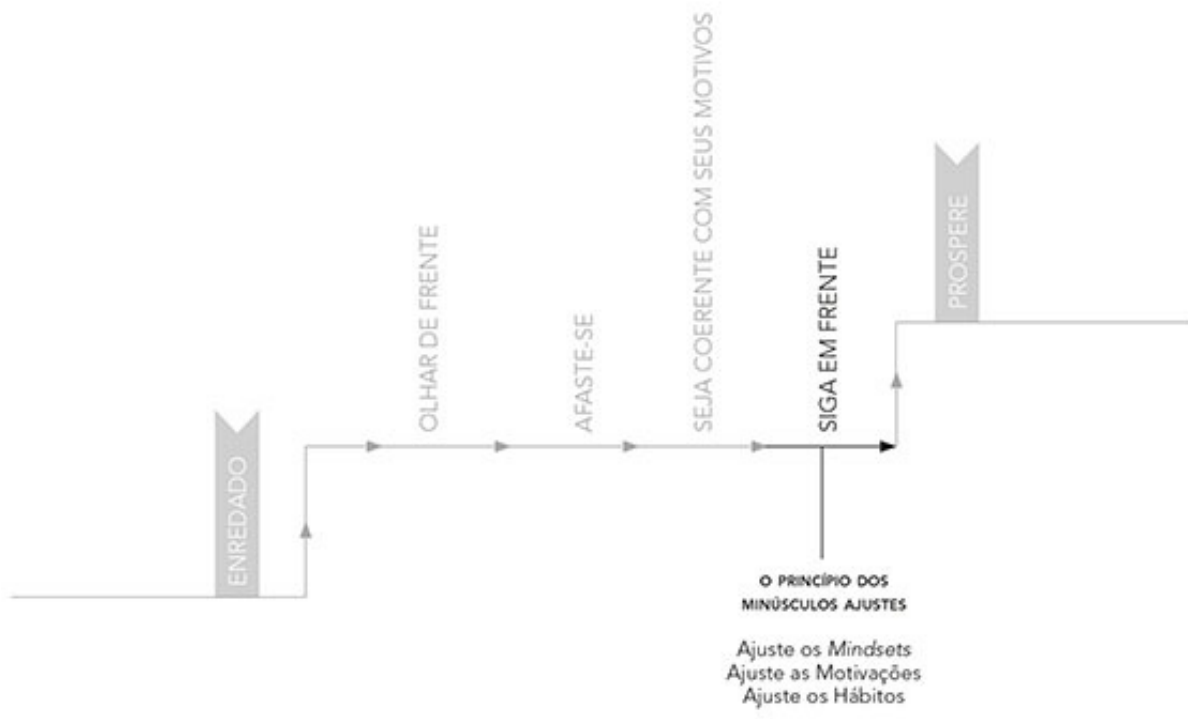 ENREDADO
OLHAR DE FRENTE
AFASTE-SE
SEJA COERENTE COM SEUS MOTIVOS
SIGA EM FRENTE
PROSPERE
O PRINCÍPIO DOS
MINÚSCULOS AJUSTES
Ajuste os Mindsets
Ajuste as Motivações
Ajuste os Hábitos